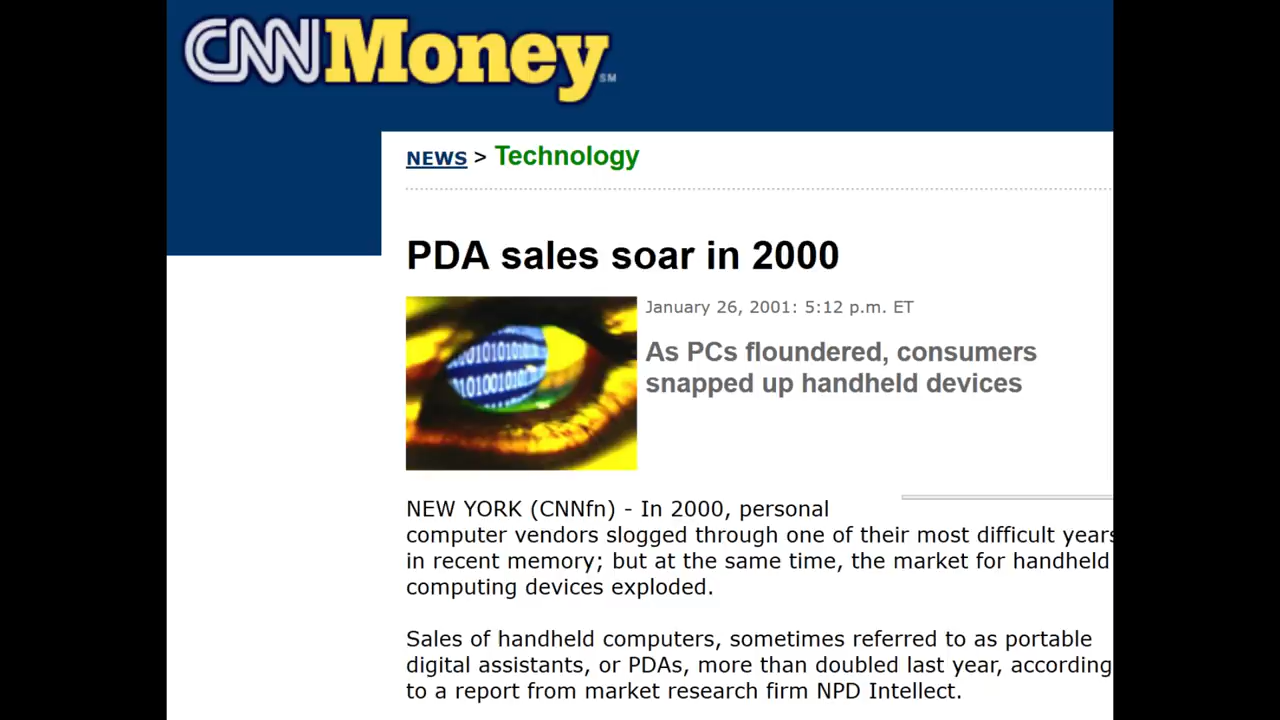 CNN Money SM
NEWS > Technology
PDA sales soar in 2000
January 26, 2001: 5:12 p.m. ET
As PCs floundered, consumers
snapped up handheld devices
NEW YORK (CNNfn) - In 2000, personal
computer vendors slogged through one of their most difficult years
in recent memory; but at the same time, the market for handheld
computing devices exploded.
Sales of handheld computers, sometimes referred to as portable
digital assistants, or PDAs, more than doubled last year, according
to a report from market research firm NPD Intellect.